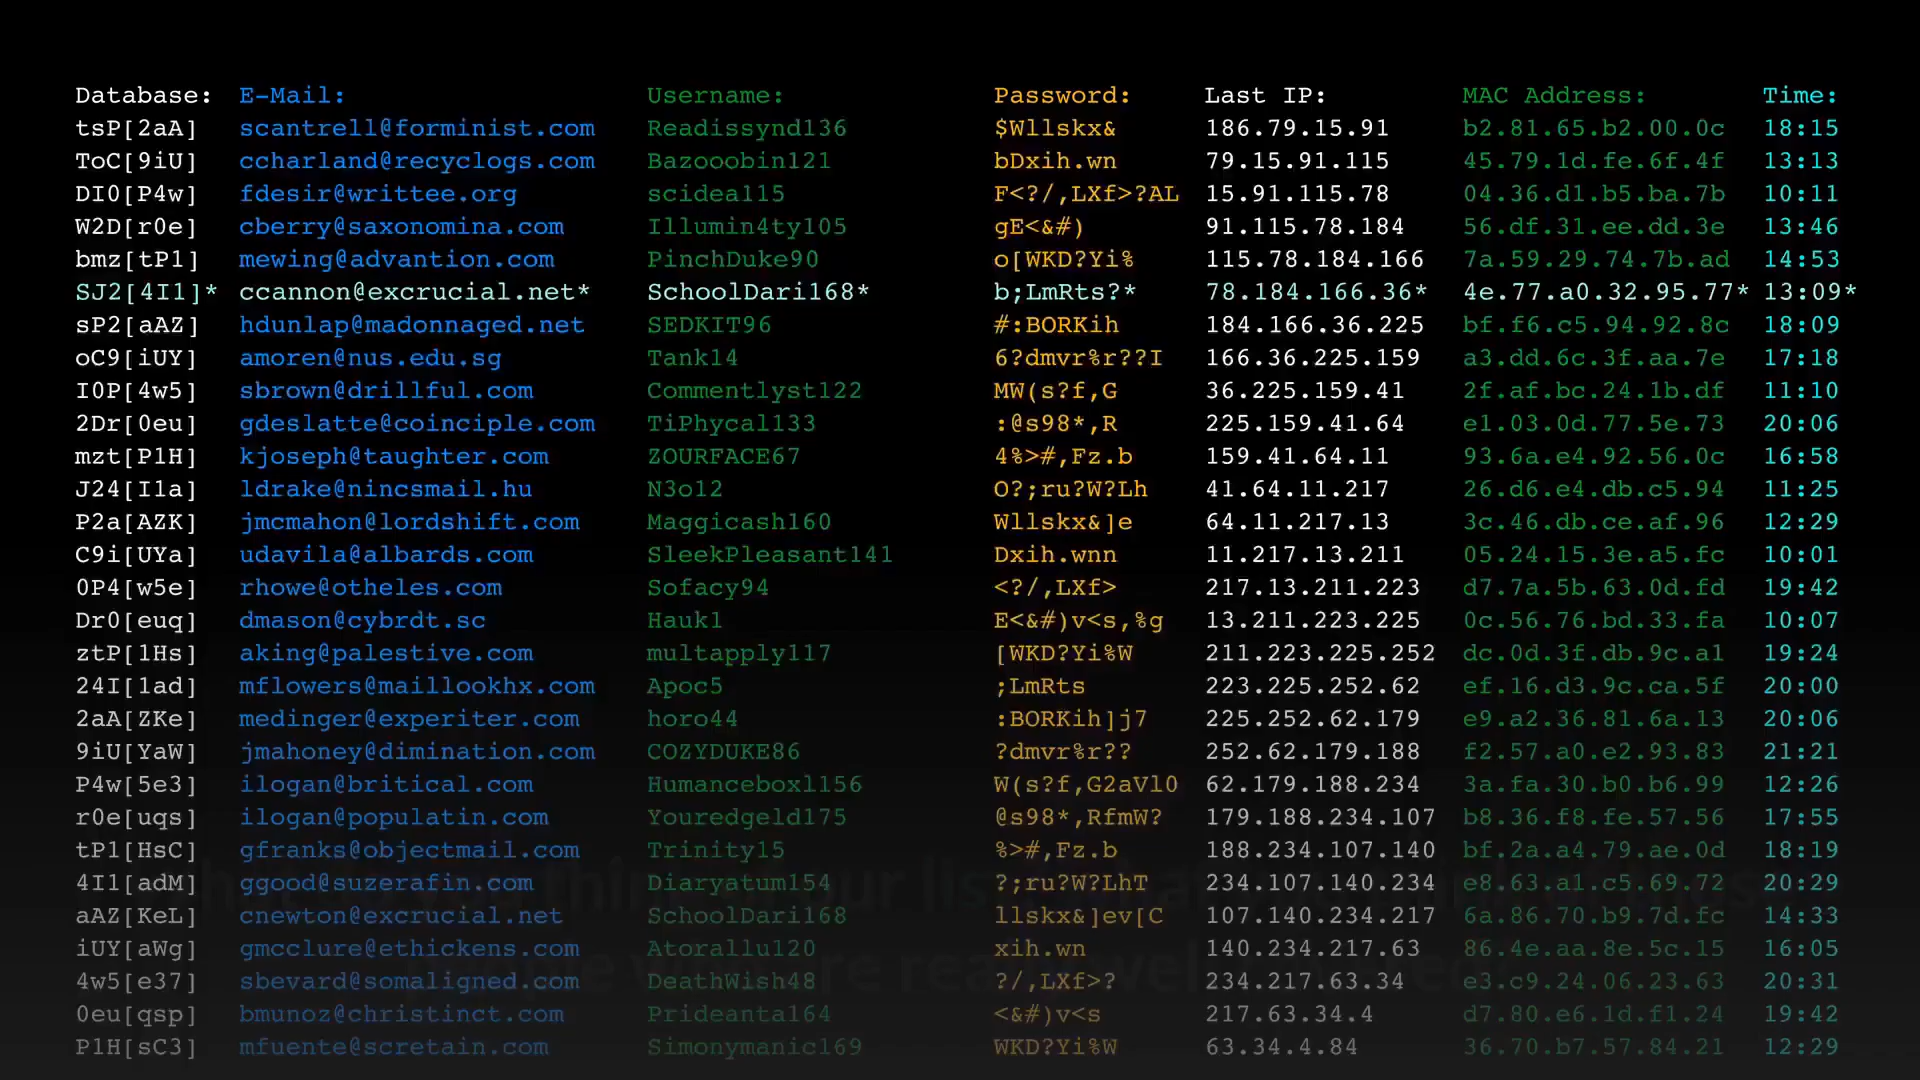 Database: E-Mail: Username: Password: Last IP: MAC Address: Time:
tsP[2aA] scantrell@forminist.com Readissynd136 $Wllskx& 186.79.15.91 b2.81.65.b2.00.0c 18:15
ToC[9iU] ccharland@recyclogs.com Bazooobin121 bDxih.wn 79.15.91.115 45.79.1d.fe.6f.4f 13:13
DI0[P4w] fdesir@writtee.org scidea115 F<?/,LXf>?AL 15.91.115.78 04.36.d1.b5.ba.7b 10:11
W2D[r0e] cberry@saxonomina.com Illumin4ty105 gE<&#) 91.115.78.184 56.df.31.ee.dd.3e 13:46
bmz[tP1] mewing@advantion.com PinchDuke90 o[WKD?Yi% 115.78.184.166 7a.59.29.74.7b.ad 14:53
SJ2[4I1]* ccannon@excrucial.net* SchoolDari168* b;LmRts?* 78.184.166.36* 4e.77.a0.32.95.77* 13:09*
sP2[aAZ] hdunlap@madonnaged.net SEDKIT96 #:BORKih 184.166.36.225 bf.f6.c5.94.92.8c 18:09
oC9[iUY] amoren@nus.edu.sg Tank14 6?dmvr%r??I 166.36.225.159 a3.dd.6c.3f.aa.7e 17:18
I0P[4w5] sbrown@drillful.com Commentlyst122 MW(s?f,G 36.225.159.41 2f.af.bc.24.1b.df 11:10
2Dr[0eu] gdeslatte@coinciple.com TiPhycal133 :@s98*,R 225.159.41.64 e1.03.0d.77.5e.73 20:06
mzt[P1H] kjoseph@taughter.com ZOURFACE67 4%>#,Fz.b 159.41.64.11 93.6a.e4.92.56.0c 16:58
J24[I1a] ldrake@nincsmail.hu N3o12 O?;ru?W?Lh 41.64.11.217 26.d6.e4.db.c5.94 11:25
P2a[AZK] jmcmahon@lordshift.com Maggicash160 Wllskx&]e 64.11.217.13 3c.46.db.ce.af.96 12:29
C9i[UYa] udavila@albards.com SleekPleasant141 Dxih.wnn 11.217.13.211 05.24.15.3e.a5.fc 10:01
0P4[w5e] rhowe@otheles.com Sofacy94 <?/,LXf> 217.13.211.223 d7.7a.5b.63.0d.fd 19:42
Dr0[euq] dmason@cybrdt.sc Hauk1 E<&#)v<s,%g 13.211.223.225 0c.56.76.bd.33.fa 10:07
ztP[1Hs] aking@palestive.com multapply117 [WKD?Yi%W 211.223.225.252 dc.0d.3f.db.9c.a1 19:24
24I[1ad] mflowers@maillookhx.com Apoc5 ;LmRts 223.225.252.62 ef.16.d3.9c.ca.5f 20:00
2aA[ZKe] medinger@experiter.com horo44 :BORKih]j7 225.252.62.179 e9.a2.36.81.6a.13 20:06
9iU[YaW] jmahoney@dimination.com COZYDUKE86 ?dmvr%r?? 252.62.179.188 f2.57.a0.e2.93.83 21:21
P4w[5e3] ilogan@britical.com Humanceboxl156 W(s?f,G2aVl0 62.179.188.234 3a.fa.30.b0.b6.99 12:26
r0e[uqs] ilogan@populatin.com Youredgeld175 @s98*,RfmW? 179.188.234.107 b8.36.f8.fe.57.56 17:55
tP1[HsC] gfranks@objectmail.com Trinity15 %>#,Fz.b 188.234.107.140 bf.2a.a4.79.ae.0d 18:19
4I1[adM] ggood@suzerafin.com Diaryatum154 ?;ru?W?LhT 234.107.140.234 e8.63.a1.c5.69.72 20:29
aAZ[KeL] cnewton@excrucial.net SchoolDari168 llskx&]ev[C 107.140.234.217 6a.86.70.b9.7d.fc 14:33
iUY[aWg] gmcclure@ethickens.com Atorallu120 xih.wn 140.234.217.63 86.4e.aa.8e.5c.15 16:05
4w5[e37] sbevard@somaligned.com DeathWish48 ?/,LXf>? 234.217.63.34 e3.c9.24.06.23.63 20:31
0eu[qsp] bmunoz@christinct.com Prideanta164 <&#)v<s 217.63.34.4 d7.80.e6.1d.f1.24 19:42
P1H[sC3] mfuente@scretain.com Simonymanic169 WKD?Yi%W 63.34.4.84 36.70.b7.57.84.21 12:29